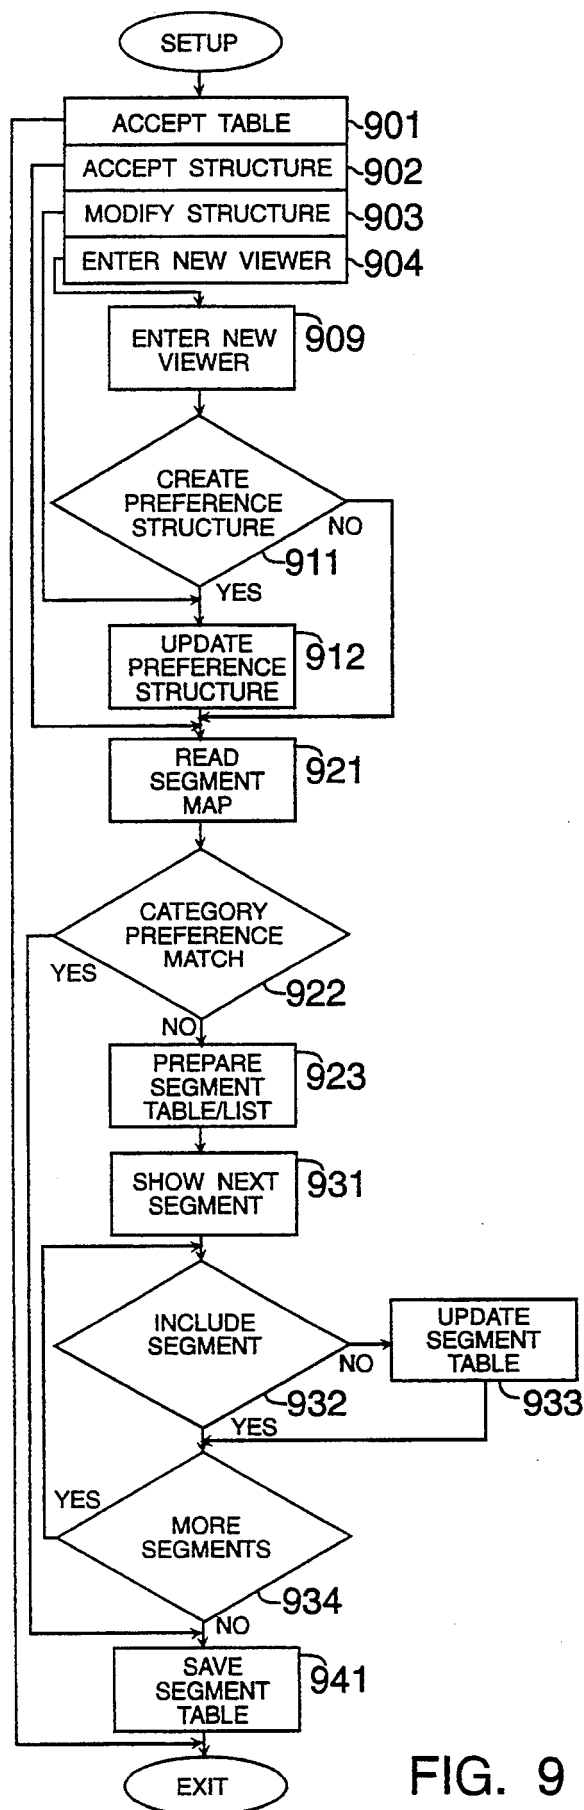 SETUP
ACCEPT TABLE 901
ACCEPT STRUCTURE 902
MODIFY STRUCTURE 903
ENTER NEW VIEWER 904
ENTER NEW 909
VIEWER
CREATE
PREFERENCE
STRUCTURE
NO
911
YES
UPDATE 912
PREFERENCE
STRUCTURE
READ 921
SEGMENT
MAP
CATEGORY
PREFERENCE
MATCH
YES
922
NO
PREPARE 923
SEGMENT
TABLE/LIST
SHOW NEXT 931
SEGMENT
INCLUDE
SEGMENT
NO
UPDATE
SEGMENT
TABLE
933
932
YES
YES
MORE
SEGMENTS
934
NO
SAVE 941
SEGMENT
TABLE
EXIT
FIG. 9